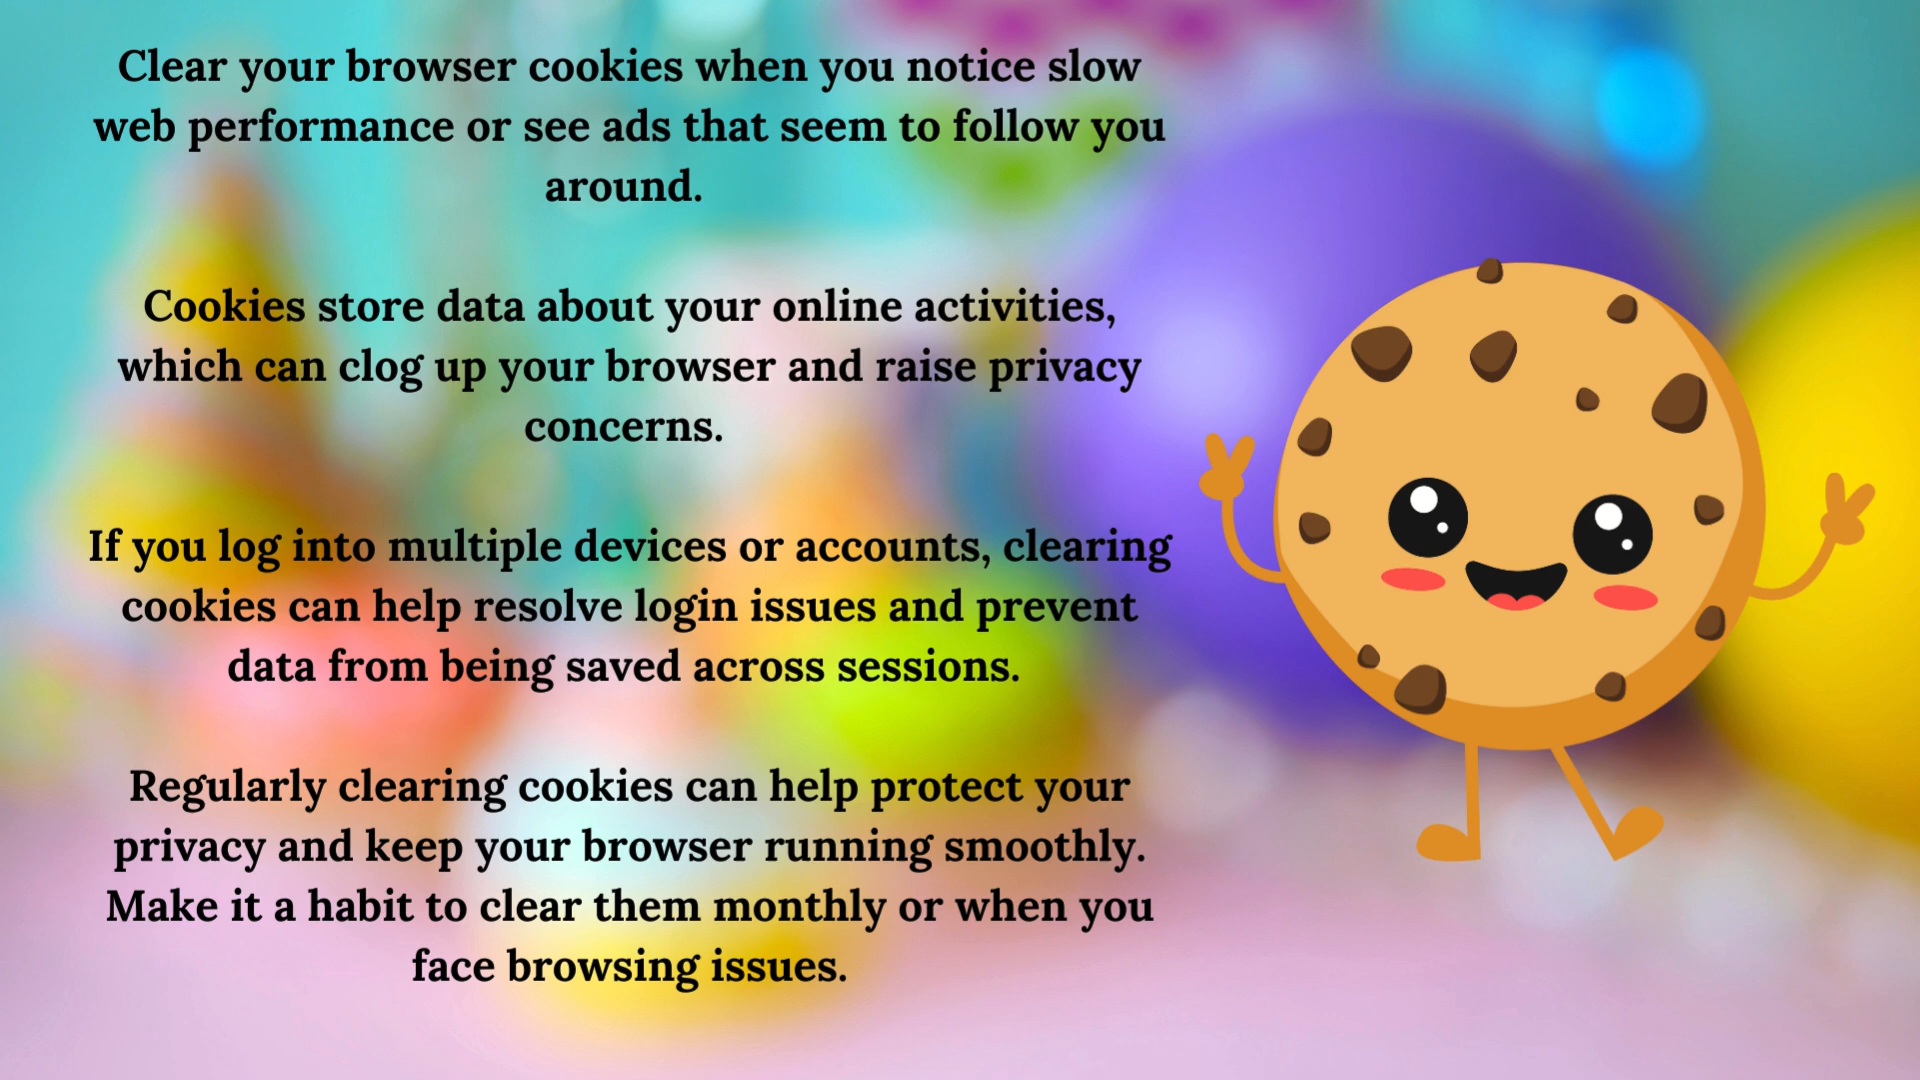 Clear your browser cookies when you notice slow
web performance or see ads that seem to follow you
around.
Cookies store data about your online activities,
which can clog up your browser and raise privacy
concerns.
If you log into multiple devices or accounts, clearing
cookies can help resolve login issues and prevent
data from being saved across sessions.
Regularly clearing cookies can help protect your
privacy and keep your browser running smoothly.
Make it a habit to clear them monthly or when you
face browsing issues.